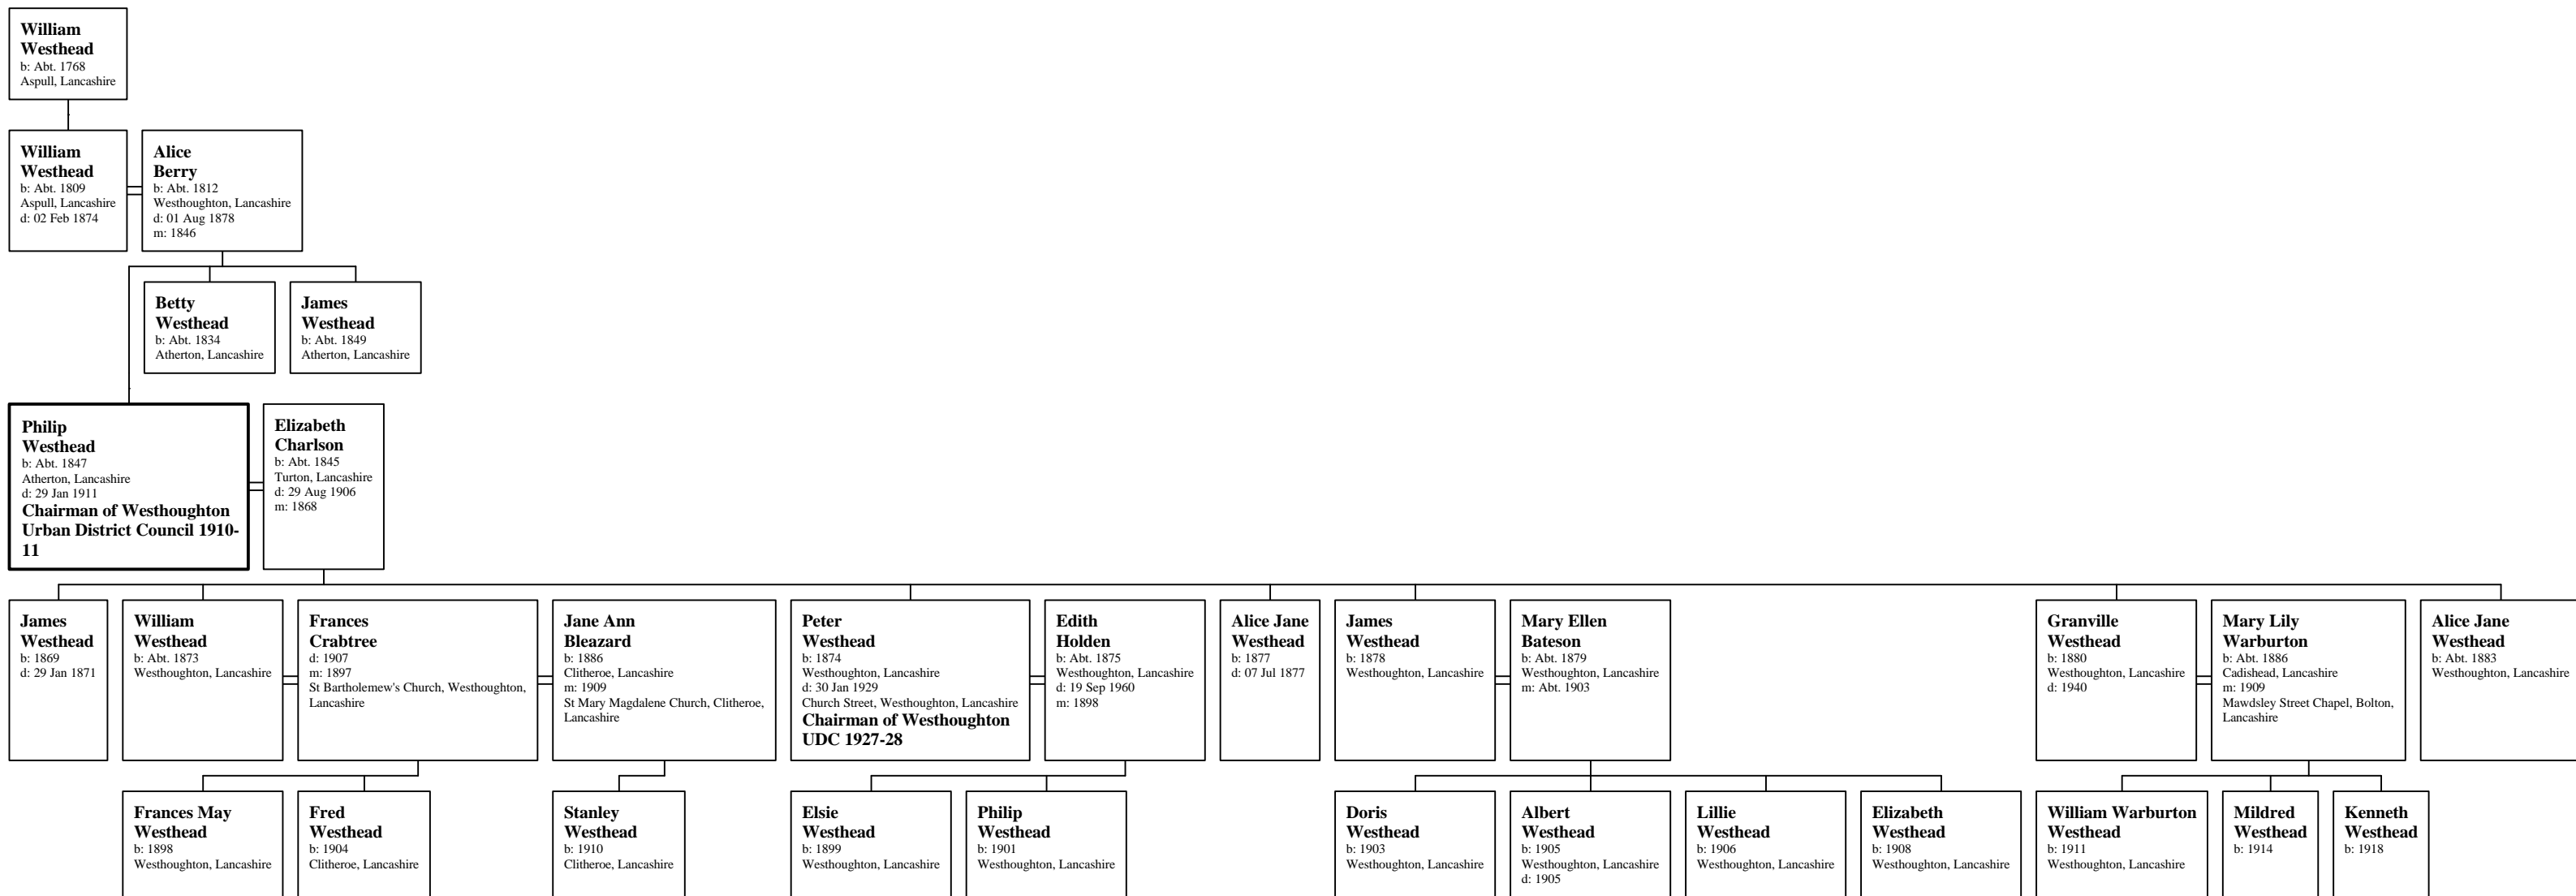 William
Westhead
b: Abt. 1768
Aspull, Lancashire
William
Westhead
b: Abt. 1809
Aspull, Lancashire
d: 02 Feb 1874
Alice
Berry
b: Abt. 1812
Westhoughton, Lancashire
d: 01 Aug 1878
m: 1846
Betty
Westhead
b: Abt. 1834
Atherton, Lancashire
James
Westhead
b: Abt. 1849
Atherton, Lancashire
Philip
Westhead
b: Abt. 1847
Atherton, Lancashire
d: 29 Jan 1911
Chairman of Westhoughton
Urban District Council 1910-
11
Elizabeth
Charlson
b: Abt. 1845
Turton, Lancashire
d: 29 Aug 1906
m: 1868
James
Westhead
b: 1869
d: 29 Jan 1871
William
Westhead
b: Abt. 1873
Westhoughton, Lancashire
Frances
Crabtree
d: 1907
m: 1897
St Bartholemew's Church, Westhoughton,
Lancashire
Jane Ann
Bleazard
b: 1886
Clitheroe, Lancashire
m: 1909
St Mary Magdalene Church, Clitheroe,
Lancashire
Peter
Westhead
b: 1874
Westhoughton, Lancashire
d: 30 Jan 1929
Church Street, Westhoughton, Lancashire
Chairman of Westhoughton
UDC 1927-28
Edith
Holden
b: Abt. 1875
Westhoughton, Lancashire
d: 19 Sep 1960
m: 1898
Alice Jane
Westhead
b: 1877
d: 07 Jul 1877
James
Westhead
b: 1878
Westhoughton, Lancashire
Mary Ellen
Bateson
b: Abt. 1879
Westhoughton, Lancashire
m: Abt. 1903
Granville
Westhead
b: 1880
Westhoughton, Lancashire
d: 1940
Mary Lily
Warburton
b: Abt. 1886
Cadishead, Lancashire
m: 1909
Mawdsley Street Chapel, Bolton,
Lancashire
Alice Jane
Westhead
b: Abt. 1883
Westhoughton, Lancashire
Frances May
Westhead
b: 1898
Westhoughton, Lancashire
Fred
Westhead
b: 1904
Clitheroe, Lancashire
Stanley
Westhead
b: 1910
Clitheroe, Lancashire
Elsie
Westhead
b: 1899
Westhoughton, Lancashire
Philip
Westhead
b: 1901
Westhoughton, Lancashire
Doris
Westhead
b: 1903
Westhoughton, Lancashire
Albert
Westhead
b: 1905
Westhoughton, Lancashire
d: 1905
Lillie
Westhead
b: 1906
Westhoughton, Lancashire
Elizabeth
Westhead
b: 1908
Westhoughton, Lancashire
William Warburton
Westhead
b: 1911
Westhoughton, Lancashire
Mildred
Westhead
b: 1914
Kenneth
Westhead
b: 1918